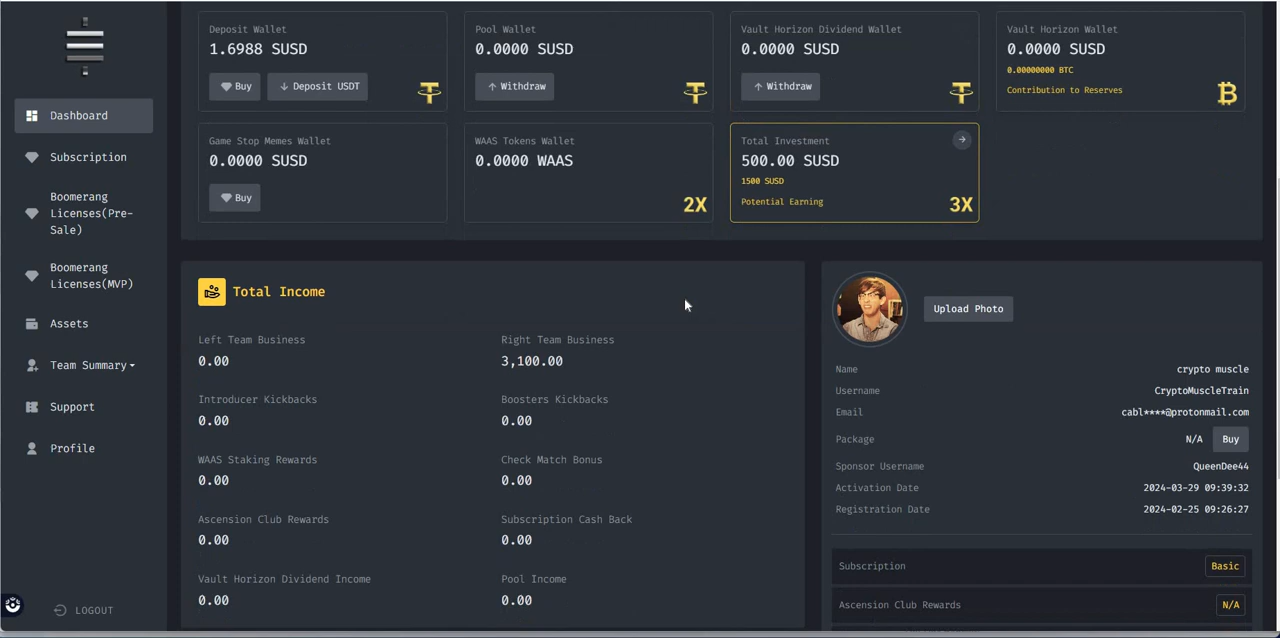 Deposit Wallet
1.6988 SUSD
Buy
Deposit USDT
Pool Wallet
0.0000 SUSD
Withdraw
Vault Horizon Dividend Wallet
0.0000 SUSD
Withdraw
Vault Horizon Wallet
0.0000 SUSD
0.00000000 BTC
Contribution to Reserves
Game Stop Memes Wallet
0.0000 SUSD
Buy
WAAS Tokens Wallet
0.0000 WAAS
2X
Total Investment
500.00 SUSD
1500 SUSD
Potential Earning
3X
Dashboard
Subscription
Boomerang
Licenses(Pre-
Sale)
Boomerang
Licenses(MVP)
Assets
Team Summary
Support
Profile
LOGOUT
Total Income
Left Team Business
0.00
Right Team Business
3,100.00
Introducer Kickbacks
0.00
Boosters Kickbacks
0.00
WAAS Staking Rewards
0.00
Check Match Bonus
0.00
Ascension Club Rewards
0.00
Subscription Cash Back
0.00
Vault Horizon Dividend Income
0.00
Pool Income
0.00
Upload Photo
Name crypto muscle
Username CryptoMuscleTrain
Email cabl****@protonmail.com
Package N/A Buy
Sponsor Username QueenDee44
Activation Date 2024-03-29 09:39:32
Registration Date 2024-02-25 09:26:27
Subscription Basic
Ascension Club Rewards N/A